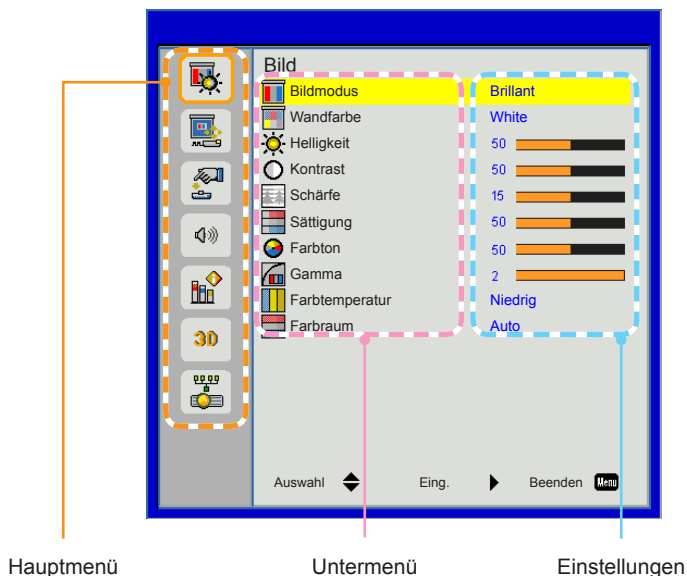 Bild
Bildmodus Brillant
Wandfarbe White
Helligkeit 50
Kontrast 50
Schärfe 15
Sättigung 50
Farbton 50
Gamma 2
Farbtemperatur Niedrig
Farbraum Auto
3D
Auswahl Eing. Beenden Menu
Hauptmenü Untermenü Einstellungen